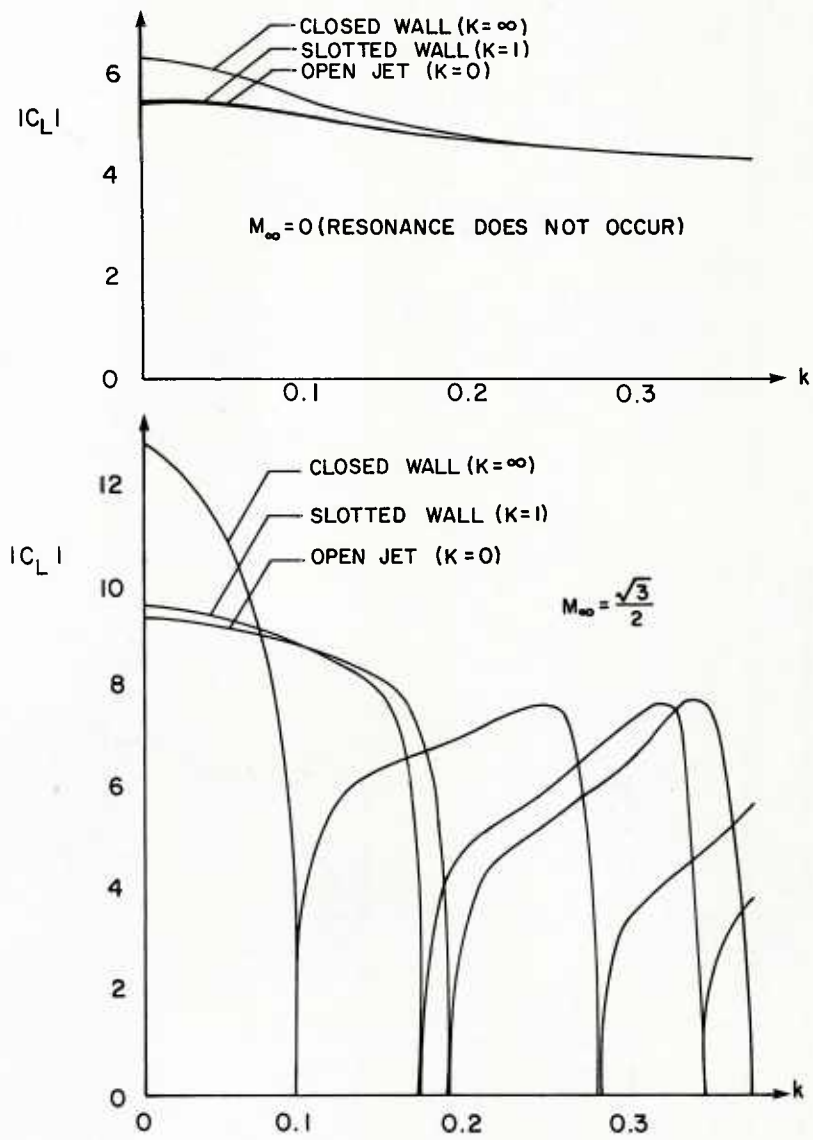 CLOSED WALL (K=∞)
SLOTTED WALL (K=1)
OPEN JET (K=0)
6
|C_L|
4
M_∞=0 (RESONANCE DOES NOT OCCUR)
2
0
0.1 0.2 0.3 k
12
CLOSED WALL (K=∞)
SLOTTED WALL (K=1)
|C_L|
OPEN JET (K=0)
10
M_∞=√3/2
8
6
4
2
0
0 0.1 0.2 0.3 k